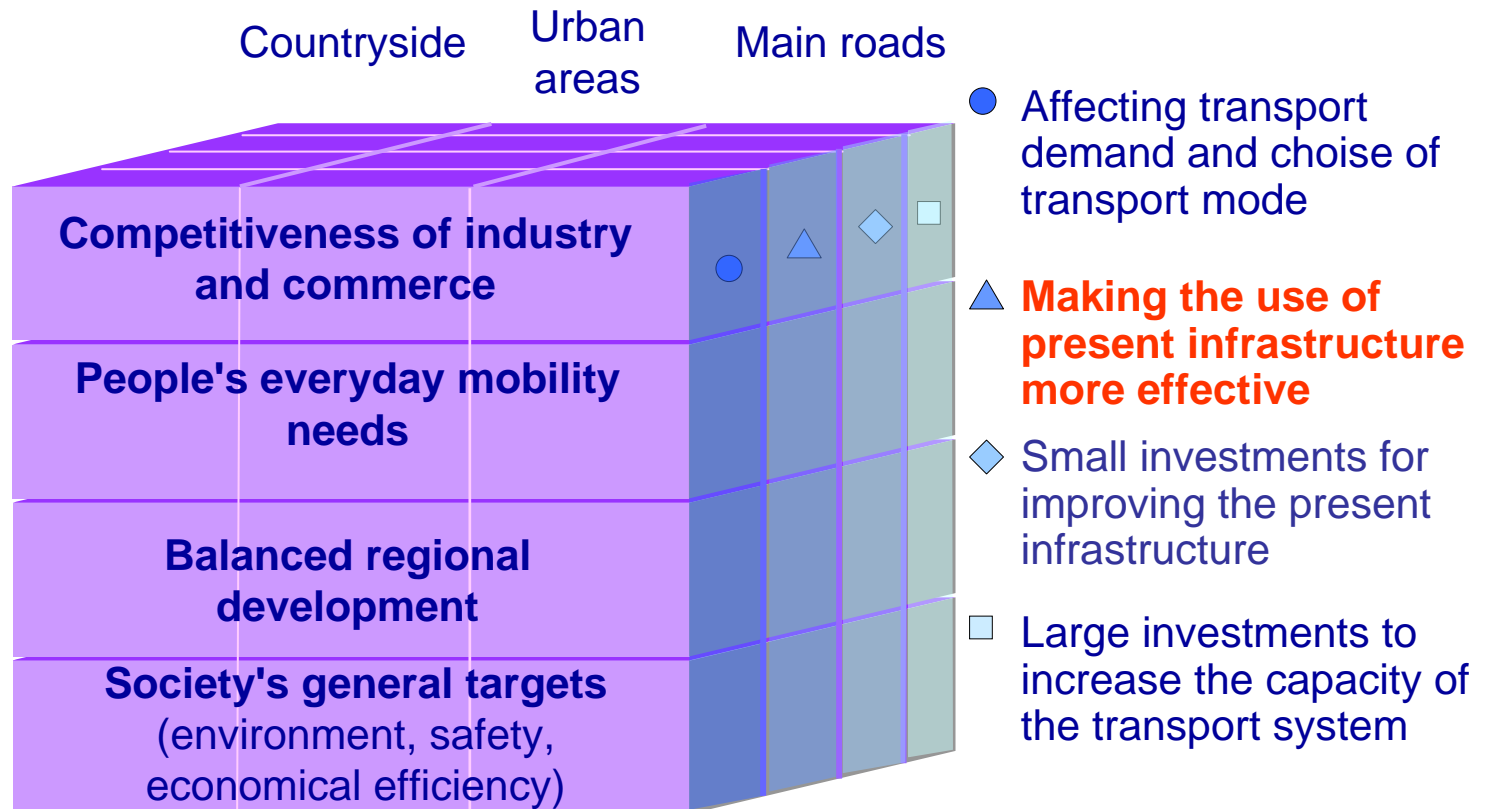 Countryside
Urban
areas
Main roads
Competitiveness of industry
and commerce
People's everyday mobility
needs
Balanced regional
development
Society's general targets
(environment, safety,
economical efficiency)
Affecting transport
demand and choise of
transport mode
Making the use of
present infrastructure
more effective
Small investments for
improving the present
infrastructure
Large investments to
increase the capacity of
the transport system